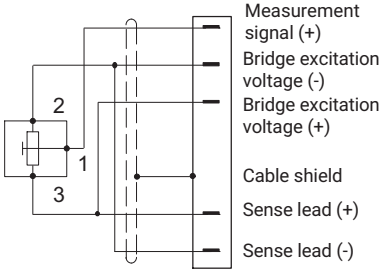 Measurement
signal (+)
Bridge excitation
voltage (-)
Bridge excitation
voltage (+)
2
1
3
Cable shield
Sense lead (+)
Sense lead (-)